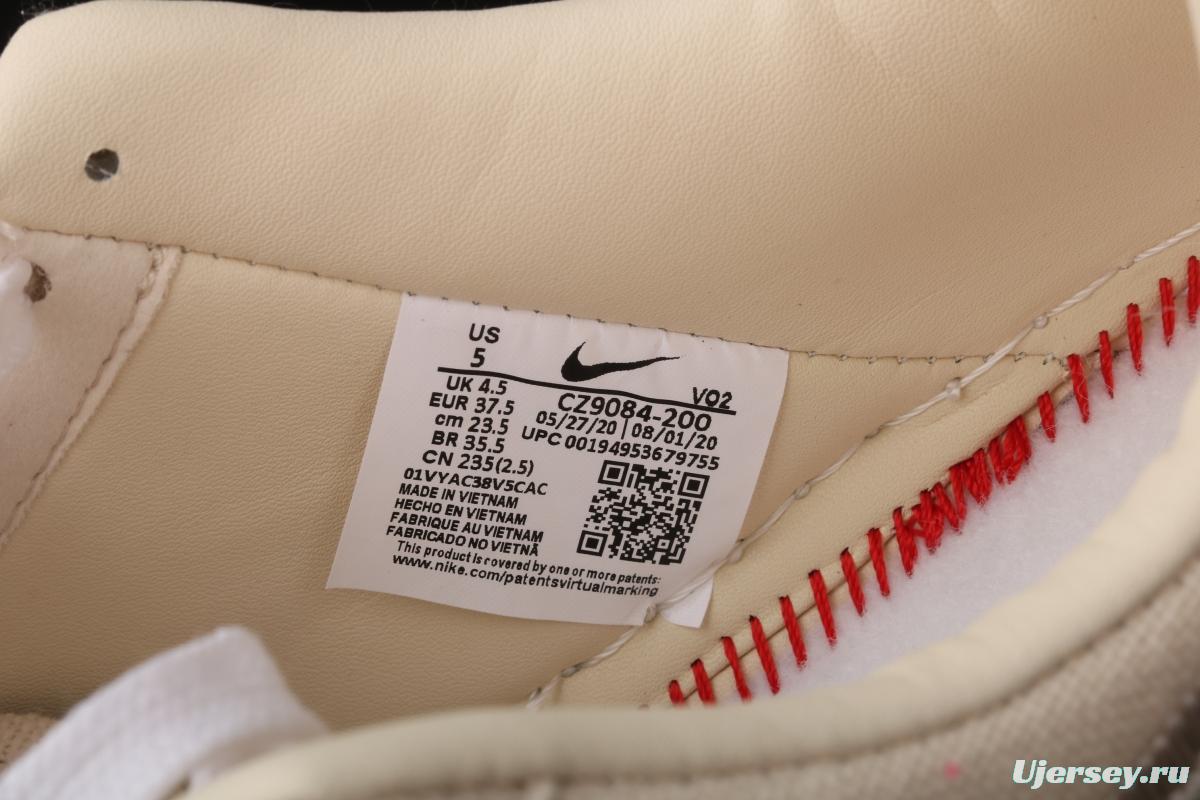 US
5
V02
UK 4.5
EUR 37.5
cm 23.5
BR 35.5
CN 235(2.5)
01VYAC38V5CAC
MADE IN VIETNAM
HECHO EN VIETNAM
FABRIQUE AU VIETNAM
FABRICADO NO VIETNÃ
CZ9084-200
05/27/20 | 08/01/20
UPC 00194953679755
This product is covered by one or more patents:
www.nike.com/patentsvirtualmarking
Ujersey.ru